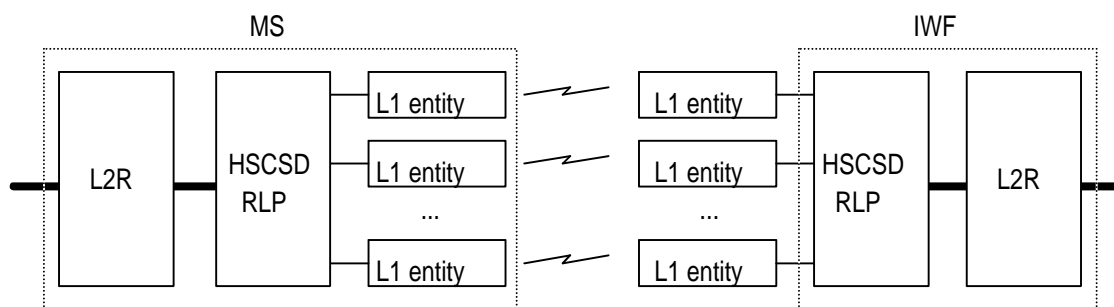 MS
IWF
L2R
HSCSD
RLP
L1 entity
L1 entity
...
L1 entity
L1 entity
L1 entity
...
L1 entity
HSCSD
RLP
L2R